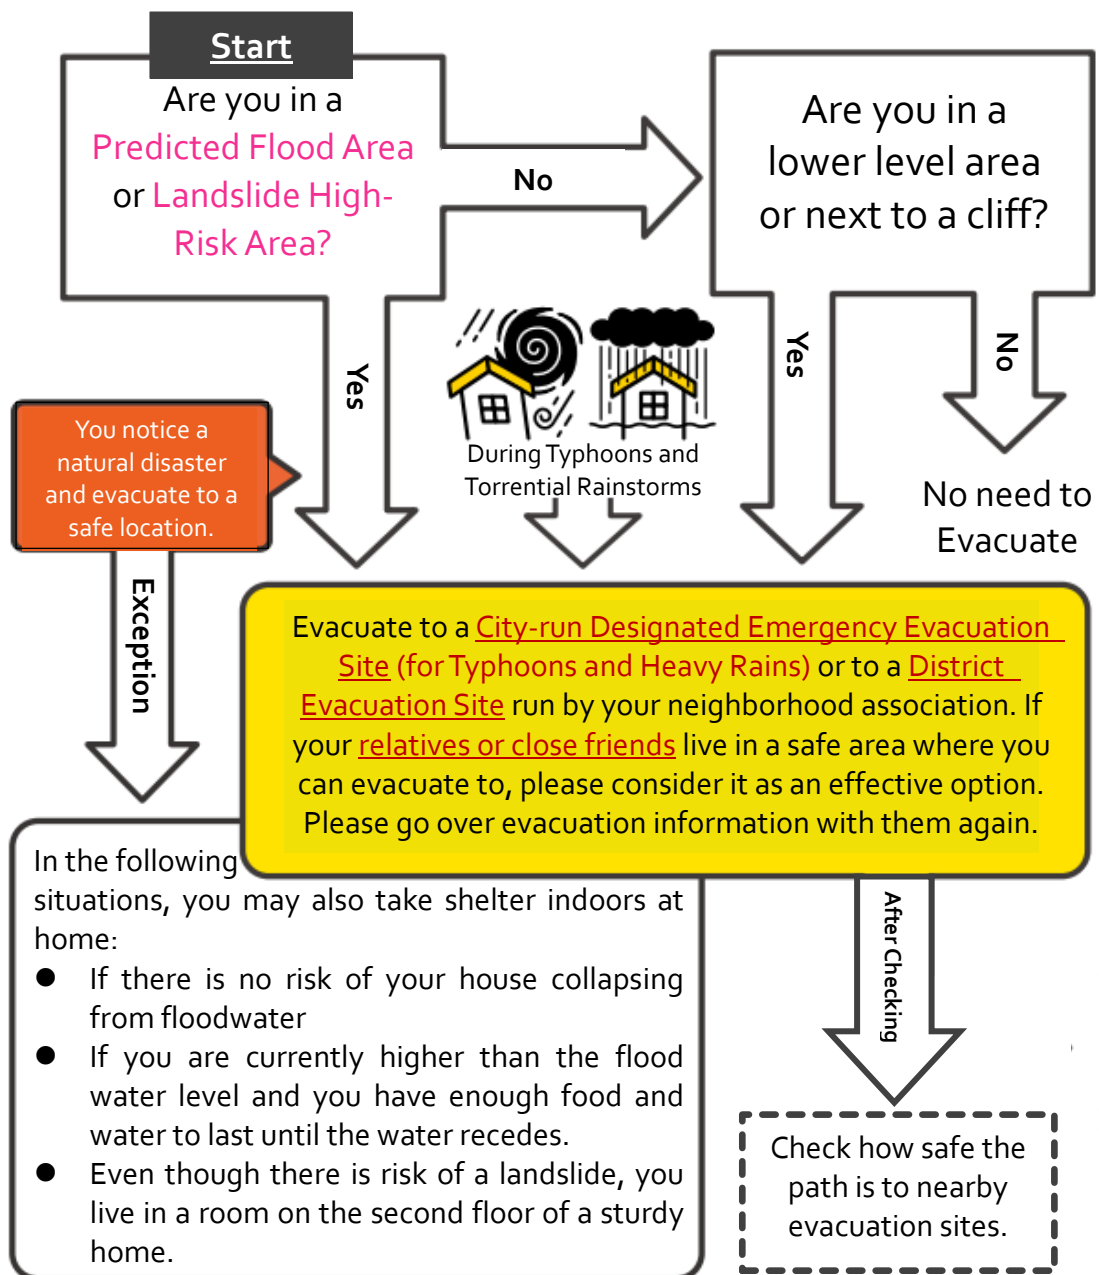 Start
Are you in a
Predicted Flood Area
or Landslide High-
Risk Area?
No
Are you in a
lower level area
or next to a cliff?
Yes
Yes
No
You notice a
natural disaster
and evacuate to a
safe location.
During Typhoons and
Torrential Rainstorms
No need to
Evacuate
Exception
Evacuate to a City-run Designated Emergency Evacuation
Site (for Typhoons and Heavy Rains) or to a District
Evacuation Site run by your neighborhood association. If
your relatives or close friends live in a safe area where you
can evacuate to, please consider it as an effective option.
Please go over evacuation information with them again.
In the following
situations, you may also take shelter indoors at
home:
● If there is no risk of your house collapsing
from floodwater
● If you are currently higher than the flood
water level and you have enough food and
water to last until the water recedes.
● Even though there is risk of a landslide, you
live in a room on the second floor of a sturdy
home.
After Checking
Check how safe the
path is to nearby
evacuation sites.